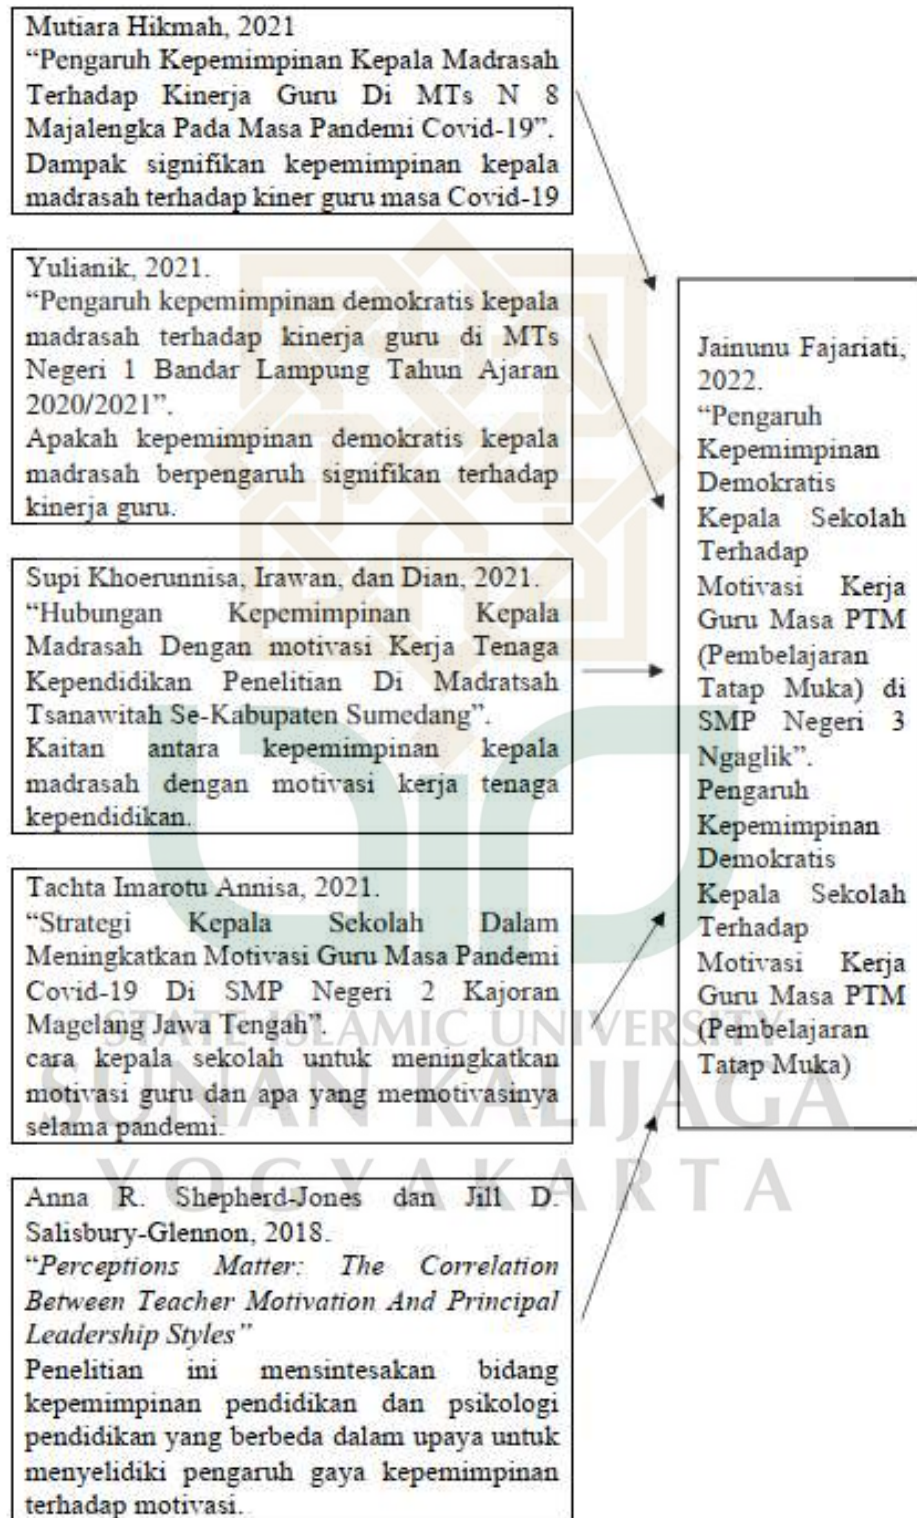 Mutiara Hikmah, 2021
“Pengaruh Kepemimpinan Kepala Madrasah
Terhadap Kinerja Guru Di MTs N 8
Majalengka Pada Masa Pandemi Covid-19”.
Dampak signifikan kepemimpinan kepala
madrasah terhadap kiner guru masa Covid-19
Yulianik, 2021.
“Pengaruh kepemimpinan demokratis kepala
madrasah terhadap kinerja guru di MTs
Negeri 1 Bandar Lampung Tahun Ajaran
2020/2021”.
Apakah kepemimpinan demokratis kepala
madrasah berpengaruh signifikan terhadap
kinerja guru.
Supi Khoerunnisa, Irawan, dan Dian, 2021.
“Hubungan Kepemimpinan Kepala
Madrasah Dengan motivasi Kerja Tenaga
Kependidikan Penelitian Di Madratsah
Tsanawitah Se-Kabupaten Sumedang”.
Kaitan antara kepemimpinan kepala
madrasah dengan motivasi kerja tenaga
kependidikan.
Tachta Imarotu Annisa, 2021.
“Strategi Kepala Sekolah Dalam
Meningkatkan Motivasi Guru Masa Pandemi
Covid-19 Di SMP Negeri 2 Kajoran
Magelang Jawa Tengah”.
cara kepala sekolah untuk meningkatkan
motivasi guru dan apa yang memotivasinya
selama pandemi.
Anna R. Shepherd-Jones dan Jill D.
Salisbury-Glennon, 2018.
“Perceptions Matter: The Correlation
Between Teacher Motivation And Principal
Leadership Styles”
Penelitian ini mensintesakan bidang
kepemimpinan pendidikan dan psikologi
pendidikan yang berbeda dalam upaya untuk
menyelidiki pengaruh gaya kepemimpinan
terhadap motivasi.
Jainunu Fajariati,
2022.
“Pengaruh
Kepemimpinan
Demokratis
Kepala Sekolah
Terhadap
Motivasi Kerja
Guru Masa PTM
(Pembelajaran
Tatap Muka) di
SMP Negeri 3
Ngaglik”.
Pengaruh
Kepemimpinan
Demokratis
Kepala Sekolah
Terhadap
Motivasi Kerja
Guru Masa PTM
(Pembelajaran
Tatap Muka)
STATE ISLAMIC UNIVERSITY
SUNAN KALIJAGA
YOGYAKARTA